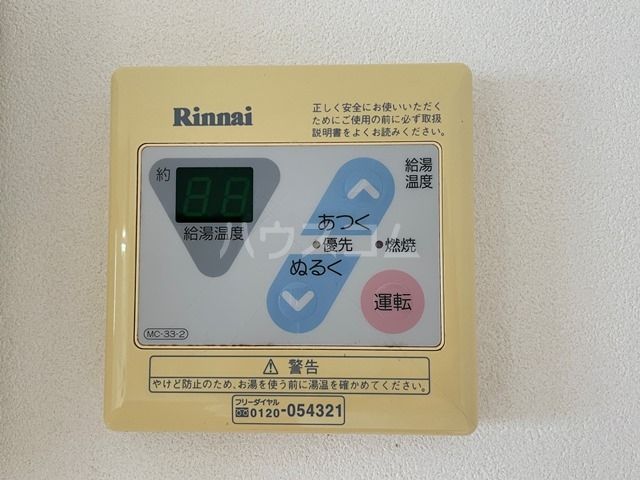 Rinnai
正しく安全にお使いいただく
ためにご使用の前に必ず取扱
説明書をよくお読みください。
約
給湯温度
給湯
温度
あつく
優先
燃焼
ぬるく
運転
MC-33-2
ハウスコム
警告
やけど防止のため、お湯を使う前に湯温を確かめてください。
フリーダイヤル
0120-054321